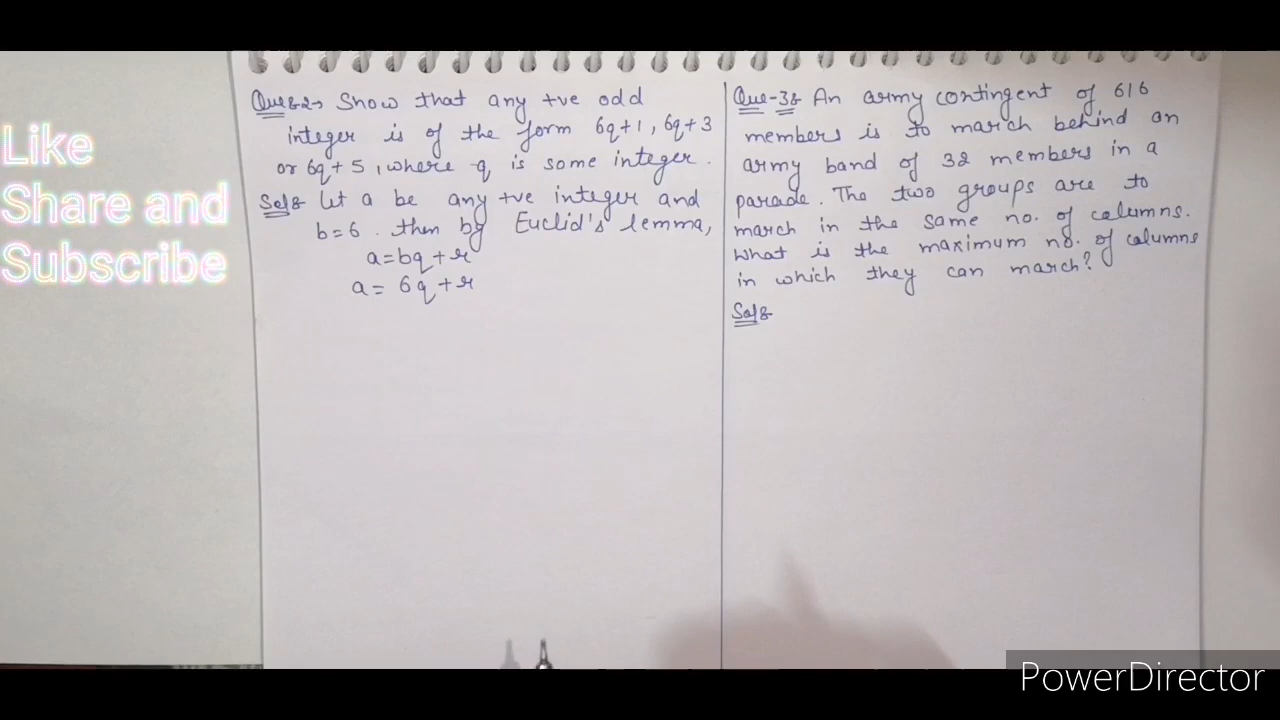 Like
Share and
Subscribe
Que:2→ Show that any +ve odd
integer is of the form 6q+1, 6q+3
or 6q+5, where q is some integer.
Sol: Let a be any +ve integer and
b=6. then by Euclid's lemma,
a=bq+r
a= 6q+r
Que-3: An army contingent of 616
members is to march behind an
army band of 32 members in a
parade. The two groups are to
march in the same no. of columns.
What is the maximum no. of columns
in which they can march?
Sol:
PowerDirector